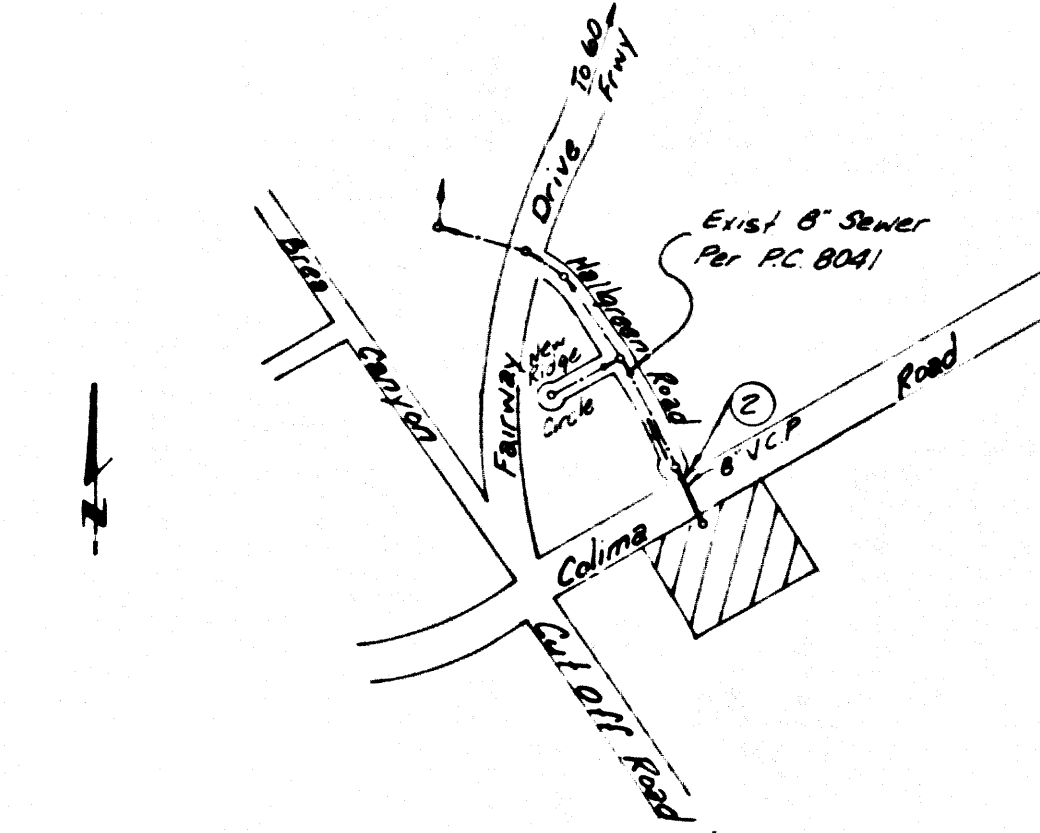 To 60
Frwy
Drive
Exist 8" Sewer
Per P.C. 8041
Brea
Canyon
Hallgreen
Road
New
Ridge
Circle
Fairway
2
8" V.C.P
Road
Colima
N
Cut Off Road